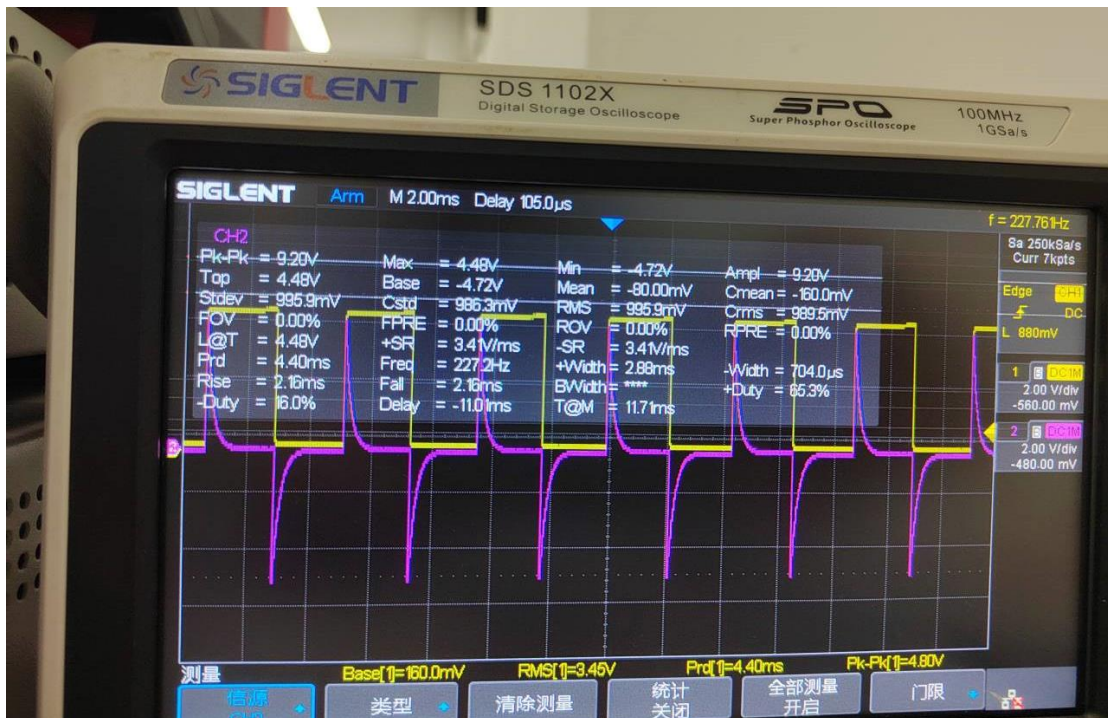 SIGLENT SDS 1102X SPO 100MHz
Digital Storage Oscilloscope Super Phosphor Oscilloscope 1GSa/s
SIGLENT Arm M 2.00ms Delay 105.0µs
f = 227.761Hz
Sa 250kSa/s
Curr 7kpts
CH2
Pk-Pk = 9.20V Max = 4.48V Min = -4.72V Ampl = 9.20V
Top = 4.48V Base = -4.72V Mean = -80.00mV Cmean = -160.0mV
Stdev = 995.9mV Cstd = 986.3mV RMS = 995.9mV Crms = 989.5mV
FOV = 0.00% FPRE = 0.00% ROV = 0.00% RPRE = 0.00%
L@T = 4.48V +SR = 3.41V/ms -SR = 3.41V/ms
Prd = 4.40ms Freq = 227.2Hz +Width = 2.88ms -Width = 704.0µs
Rise = 2.16ms Fall = 2.16ms BWidth = **** +Duty = 65.3%
-Duty = 16.0% Delay = -11.01ms T@M = 11.71ms
Edge CH1
DC
L 880mV
1 B DC1M
2.00 V/div
-560.00 mV
2 B DC1M
2.00 V/div
-480.00 mV
2
测量 Base[1]=160.0mV RMS[1]=3.45V Prd[1]=4.40ms Pk-Pk[1]=4.80V
信源 类型 清除测量 统计 全部测量 门限
CH2 关闭 开启